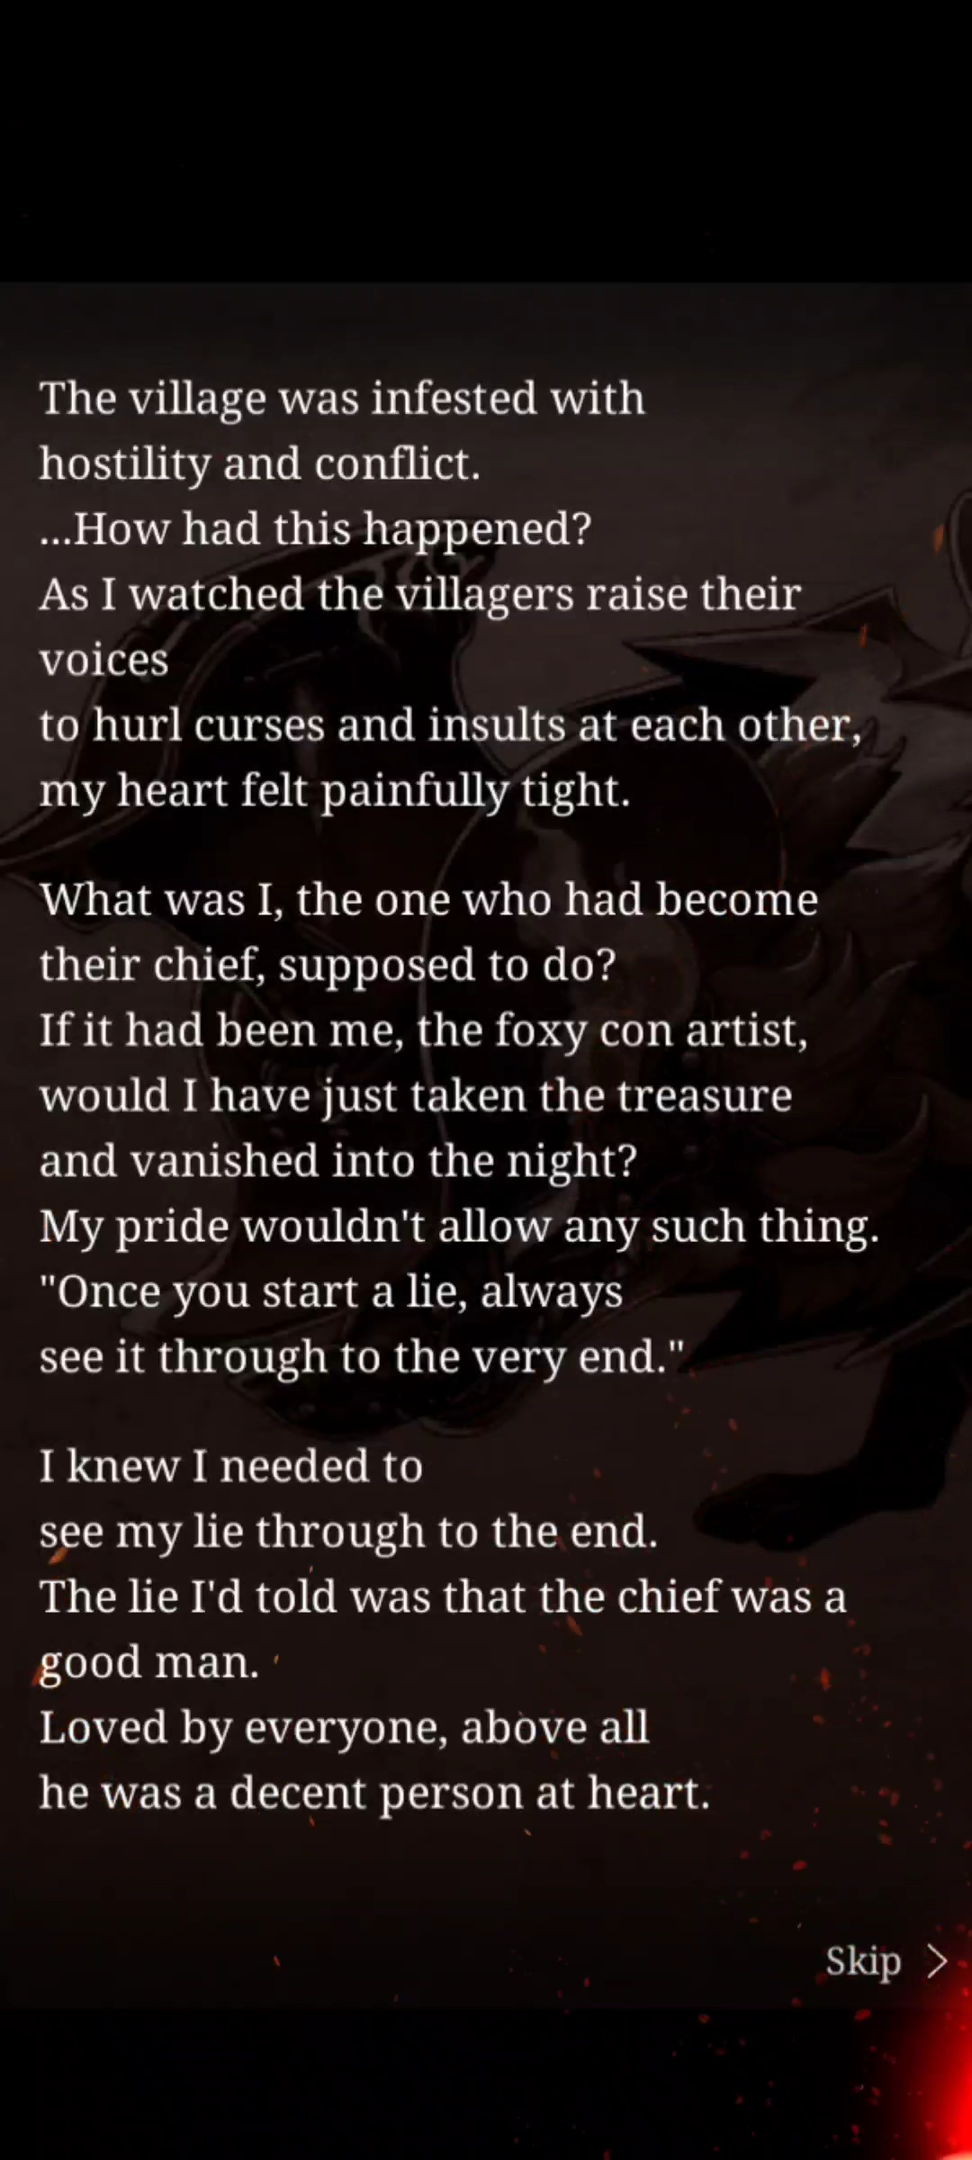 The village was infested with
hostility and conflict.
...How had this happened?
As I watched the villagers raise their
voices
to hurl curses and insults at each other,
my heart felt painfully tight.
What was I, the one who had become
their chief, supposed to do?
If it had been me, the foxy con artist,
would I have just taken the treasure
and vanished into the night?
My pride wouldn't allow any such thing.
"Once you start a lie, always
see it through to the very end."
I knew I needed to
see my lie through to the end.
The lie I'd told was that the chief was a
good man.
Loved by everyone, above all
he was a decent person at heart.
Skip >